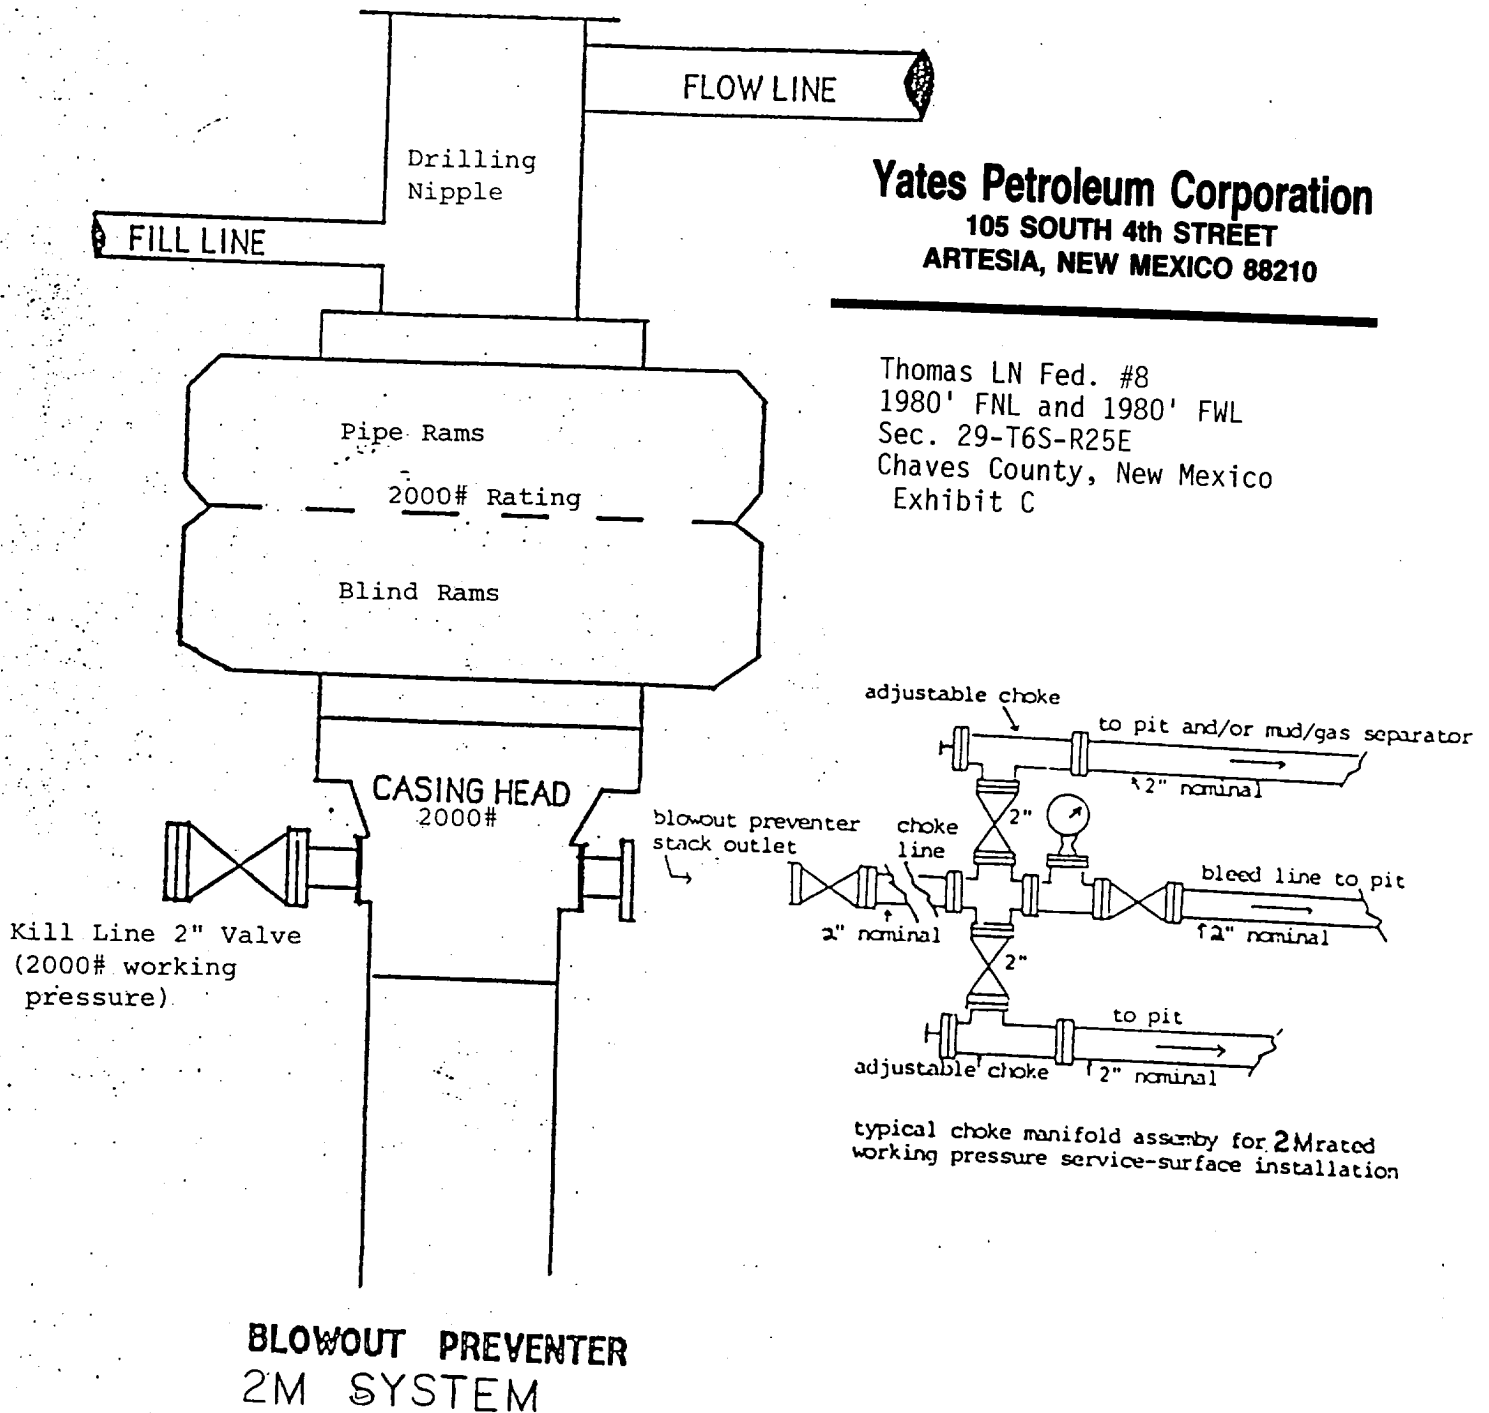 FLOW LINE
Drilling
Nipple
FILL LINE
Yates Petroleum Corporation
105 SOUTH 4th STREET
ARTESIA, NEW MEXICO 88210
Thomas LN Fed. #8
1980' FNL and 1980' FWL
Sec. 29-T6S-R25E
Chaves County, New Mexico
Exhibit C
Pipe Rams
2000# Rating
Blind Rams
CASING HEAD
2000#
Kill Line 2" Valve
(2000# working
pressure)
blowout preventer
stack outlet
choke
line
2" nominal
adjustable choke
to pit and/or mud/gas separator
2" nominal
2"
bleed line to pit
2" nominal
2"
to pit
adjustable choke
2" nominal
typical choke manifold assemby for 2M rated
working pressure service-surface installation
BLOWOUT PREVENTER
2M SYSTEM